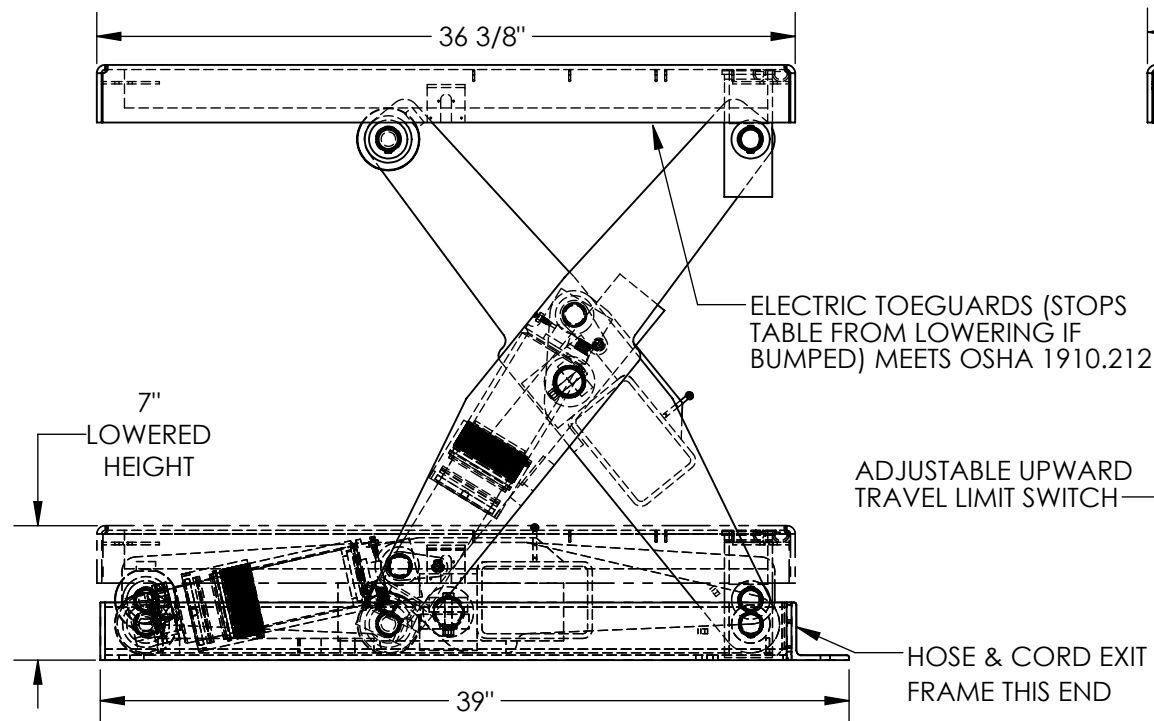 36 3/8"
ELECTRIC TOEGUARDS (STOPS
TABLE FROM LOWERING IF
BUMPED) MEETS OSHA 1910.212
7"
LOWERED
HEIGHT
ADJUSTABLE UPWARD
TRAVEL LIMIT SWITCH
HOSE & CORD EXIT
FRAME THIS END
39"